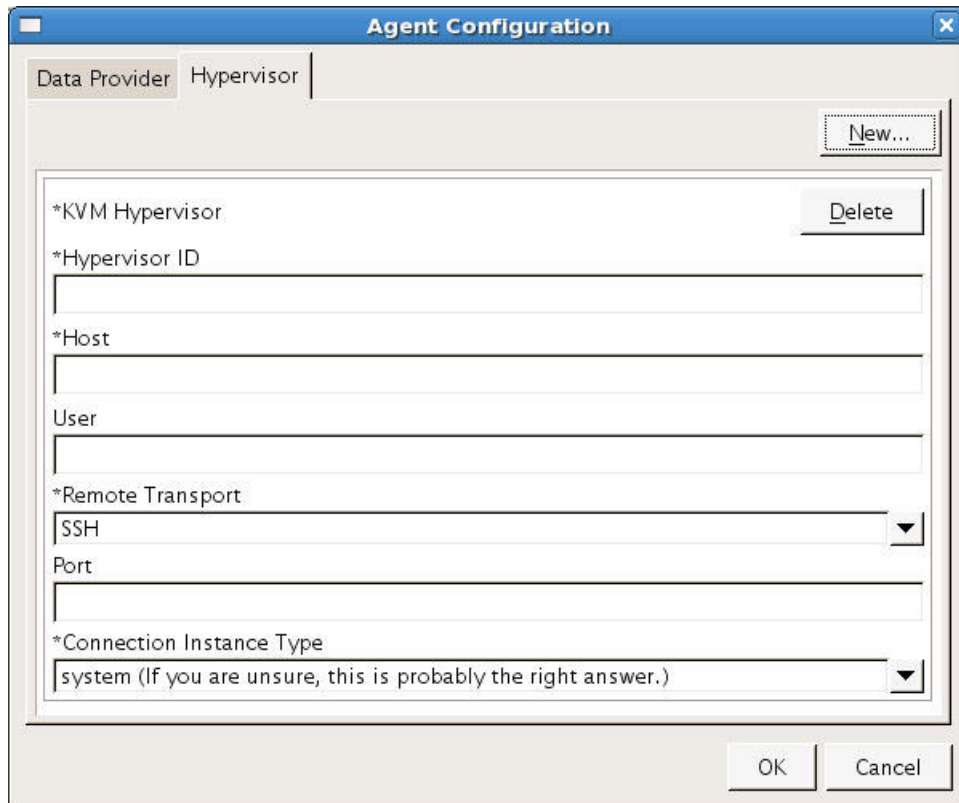 Agent Configuration
Data Provider
Hypervisor
New...
*KVM Hypervisor
Delete
*Hypervisor ID
*Host
User
*Remote Transport
SSH
Port
*Connection Instance Type
system (If you are unsure, this is probably the right answer.)
OK
Cancel